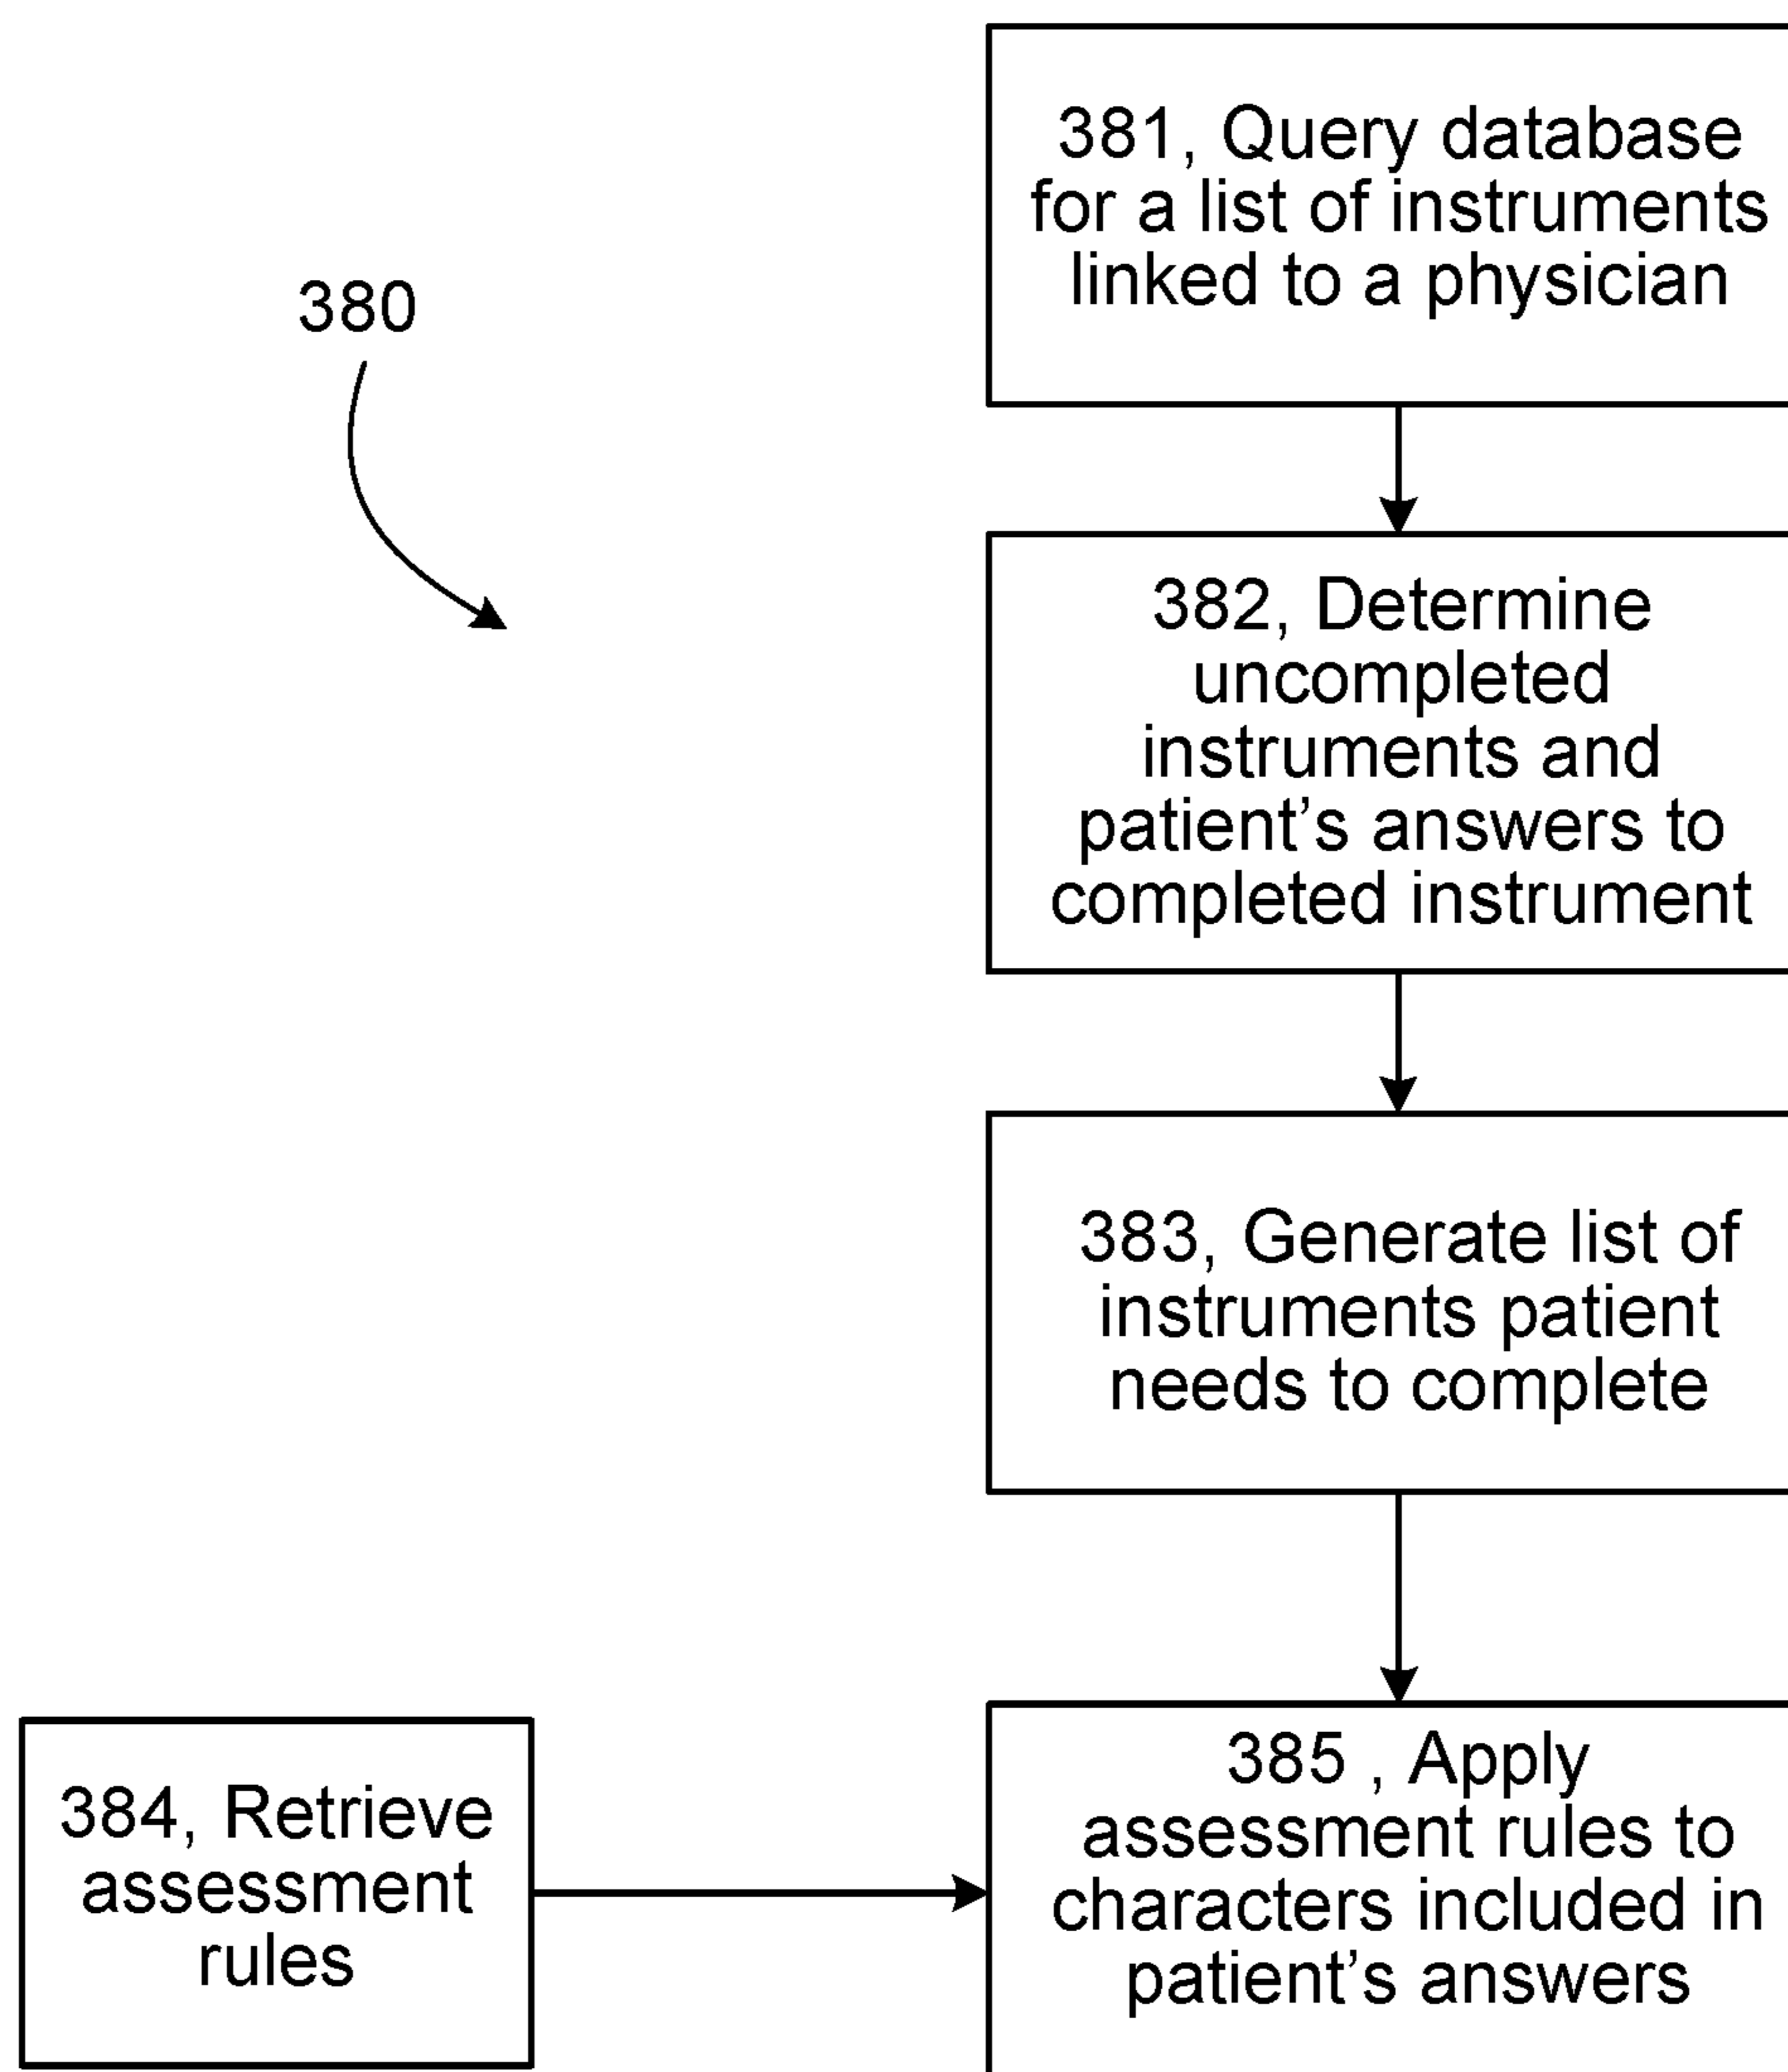 381, Query database
for a list of instruments
linked to a physician
380
382, Determine
uncompleted
instruments and
patient’s answers to
completed instrument
383, Generate list of
instruments patient
needs to complete
384, Retrieve
assessment
rules
385 , Apply
assessment rules to
characters included in
patient’s answers